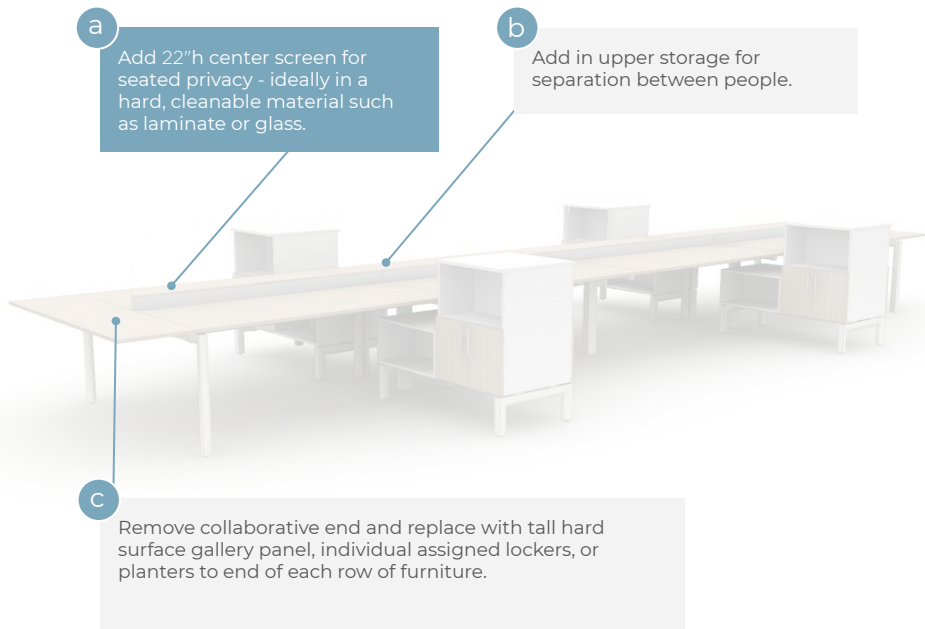 a
Add 22"h center screen for
seated privacy - ideally in a
hard, cleanable material such
as laminate or glass.
b
Add in upper storage for
separation between people.
c
Remove collaborative end and replace with tall hard
surface gallery panel, individual assigned lockers, or
planters to end of each row of furniture.